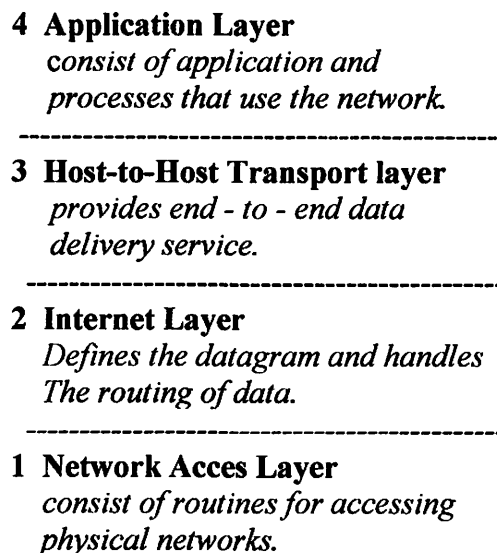 4 Application Layer
consist of application and
processes that use the network.
3 Host-to-Host Transport layer
provides end - to - end data
delivery service.
2 Internet Layer
Defines the datagram and handles
The routing of data.
1 Network Acces Layer
consist of routines for accessing
physical networks.